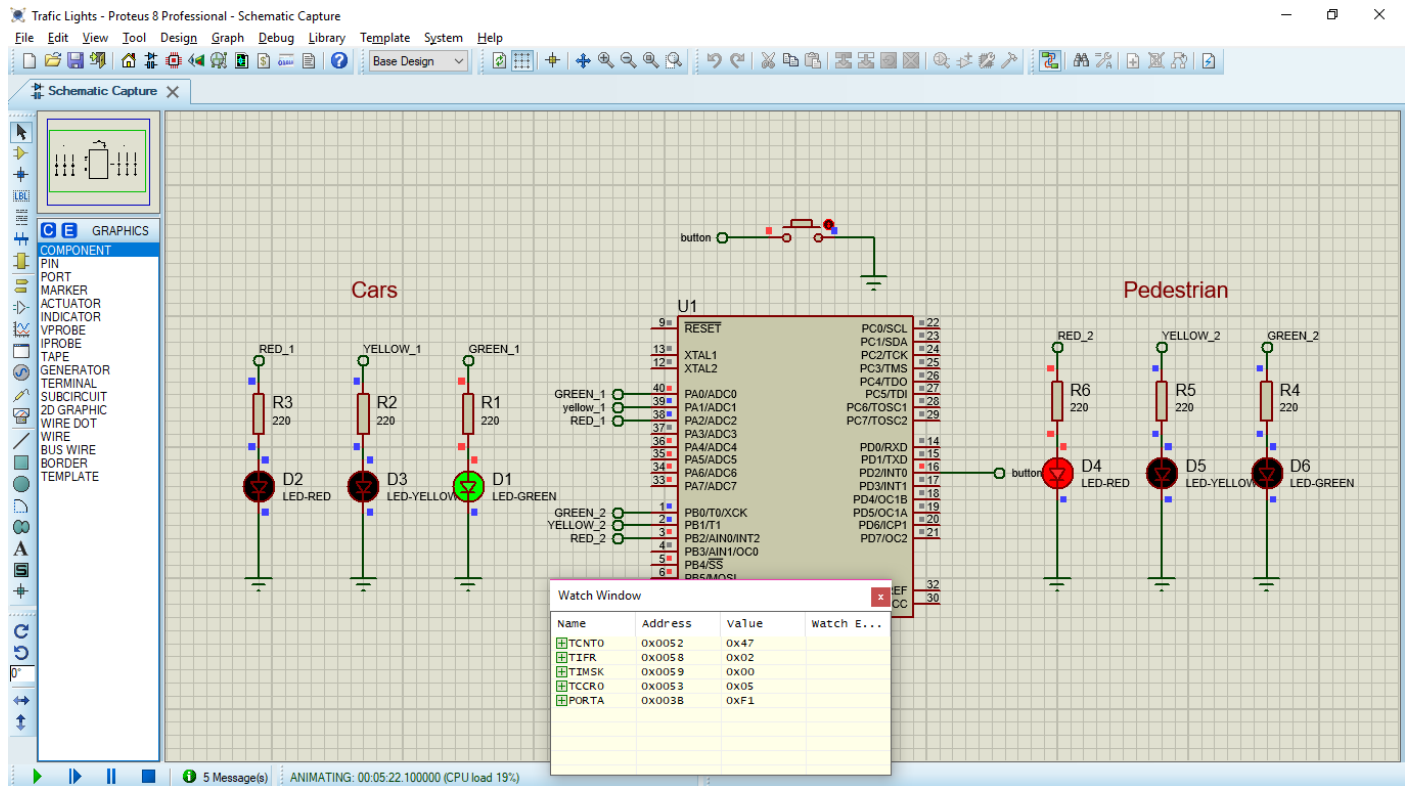 Trafic Lights - Proteus 8 Professional - Schematic Capture
File Edit View Tool Design Graph Debug Library Template System Help
Base Design
Schematic Capture
LBL
C E GRAPHICS
COMPONENT
PIN
PORT
MARKER
ACTUATOR
INDICATOR
VPROBE
IPROBE
TAPE
GENERATOR
TERMINAL
SUBCIRCUIT
2D GRAPHIC
WIRE DOT
WIRE
BUS WIRE
BORDER
TEMPLATE
A
S
0°
button
Cars
RED_1 YELLOW_1 GREEN_1
R3 R2 R1
220 220 220
D2 D3 D1
LED-RED LED-YELLOW LED-GREEN
U1
9 RESET
13 XTAL1
12 XTAL2
GREEN_1 40 PA0/ADC0
yellow_1 39 PA1/ADC1
RED_1 38 PA2/ADC2
37 PA3/ADC3
36 PA4/ADC4
35 PA5/ADC5
34 PA6/ADC6
33 PA7/ADC7
GREEN_2 1 PB0/T0/XCK
YELLOW_2 2 PB1/T1
RED_2 3 PB2/AIN0/INT2
4 PB3/AIN1/OC0
5 PB4/SS
6 PB5/MOSI
PC0/SCL 22
PC1/SDA 23
PC2/TCK 24
PC3/TMS 25
PC4/TDO 26
PC5/TDI 27
PC6/TOSC1 28
PC7/TOSC2 29
PD0/RXD 14
PD1/TXD 15
PD2/INT0 16 button
PD3/INT1 17
PD4/OC1B 18
PD5/OC1A 19
PD6/ICP1 20
PD7/OC2 21
EF 32
CC 30
Pedestrian
RED_2 YELLOW_2 GREEN_2
R6 R5 R4
220 220 220
D4 D5 D6
LED-RED LED-YELLOW LED-GREEN
Watch Window
Name Address Value Watch E...
TCNT0 0x0052 0x47
TIFR 0x0058 0x02
TIMSK 0x0059 0x00
TCCR0 0x0053 0x05
PORTA 0x003B 0xF1
5 Message(s) ANIMATING: 00:05:22.100000 (CPU load 19%)